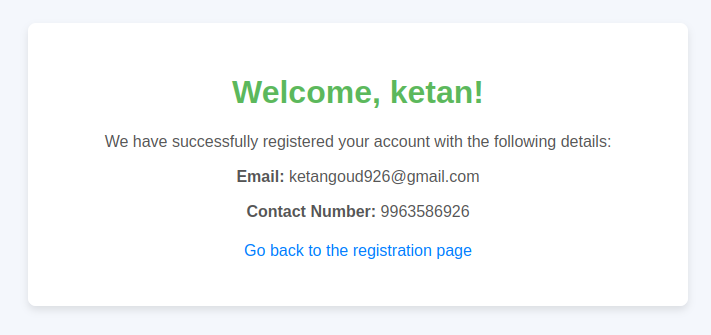 Welcome, ketan!
We have successfully registered your account with the following details:
Email: ketangoud926@gmail.com
Contact Number: 9963586926
Go back to the registration page